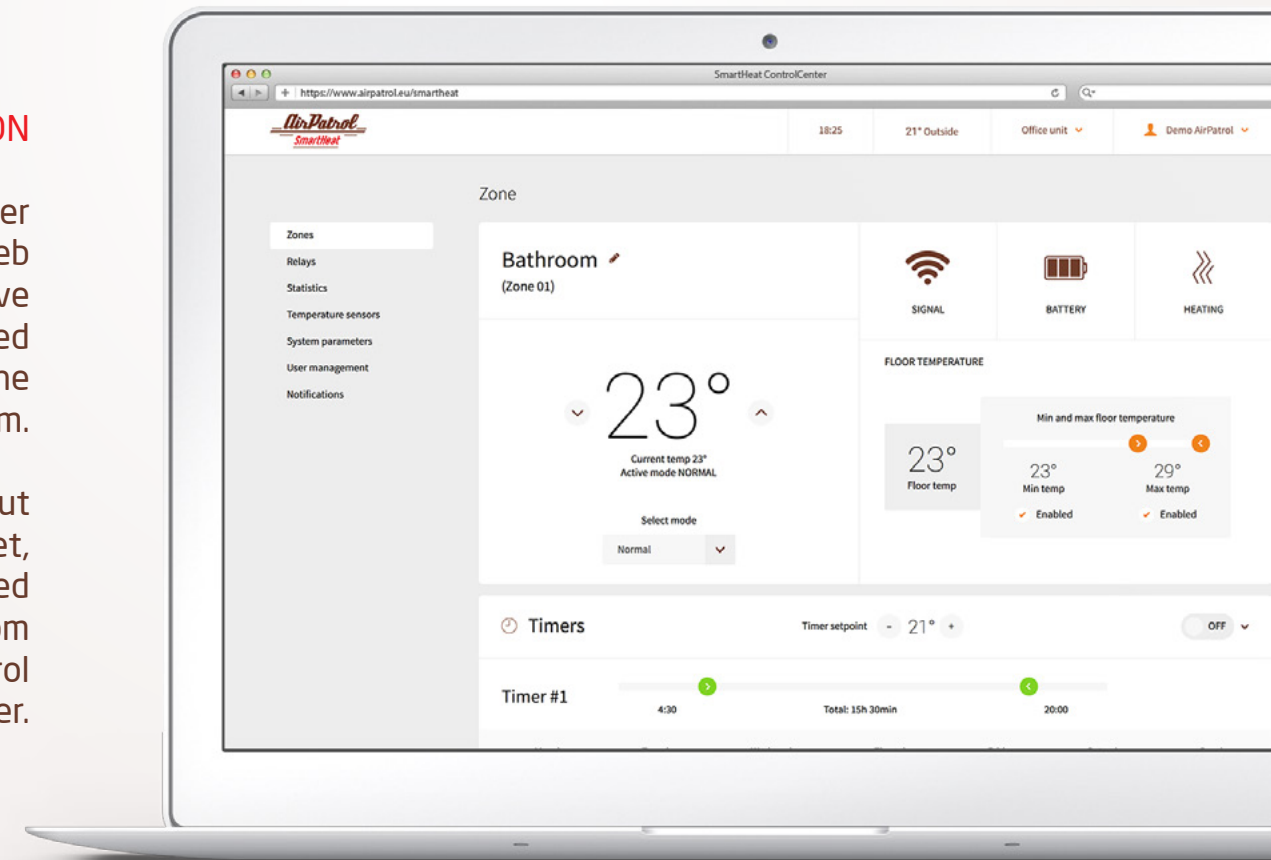 ON
er
eb
ve
ed
ne
m.
ut
et,
ed
om
rol
er.
SmartHeat ControlCenter
https://www.airpatrol.eu/smartheat
AirPatrol
SmartHeat
18:25
21° Outside
Office unit
Demo AirPatrol
Zone
Zones
Relays
Statistics
Temperature sensors
System parameters
User management
Notifications
Bathroom
(Zone 01)
SIGNAL
BATTERY
HEATING
23°
Current temp 23°
Active mode NORMAL
Select mode
Normal
FLOOR TEMPERATURE
23°
Floor temp
Min and max floor temperature
23°
Min temp
Enabled
29°
Max temp
Enabled
Timers
Timer setpoint - 21° +
OFF
Timer #1
4:30
Total: 15h 30min
20:00